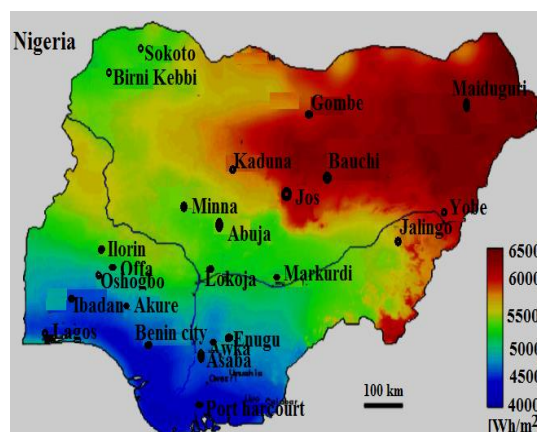 Nigeria
Sokoto
Birni Kebbi
Maiduguri
Gombe
Kaduna
Bauchi
Jos
Minna
Yobe
Abuja
Jalingo
Ilorin
Offa
Oshogbo
Lokoja
Markurdi
Ibadan
Akure
Lagos
Benin city
Enugu
Awka
Asaba
Umuahia
Owerri
Port harcourt
100 km
6500
6000
5500
5000
4500
4000
[Wh/m2